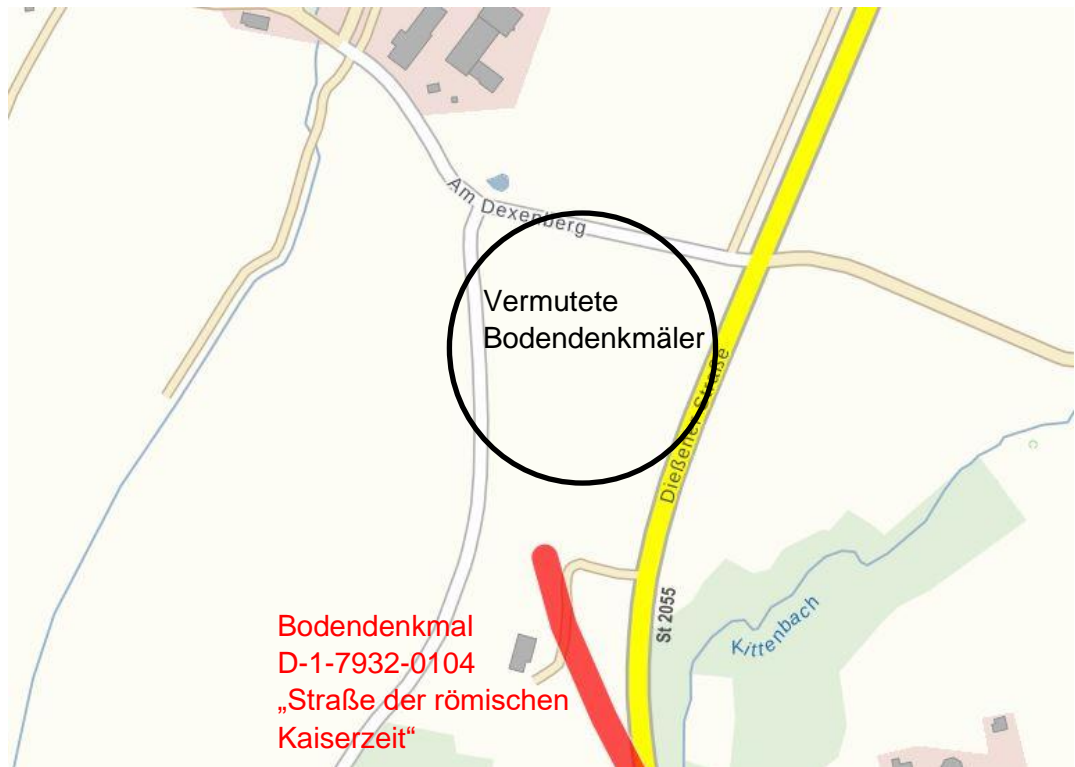 Am Dexenberg
Vermutete
Bodendenkmäler
Dießener Straße
St 2055
Kittenbach
Bodendenkmal
D-1-7932-0104
„Straße der römischen
Kaiserzeit“